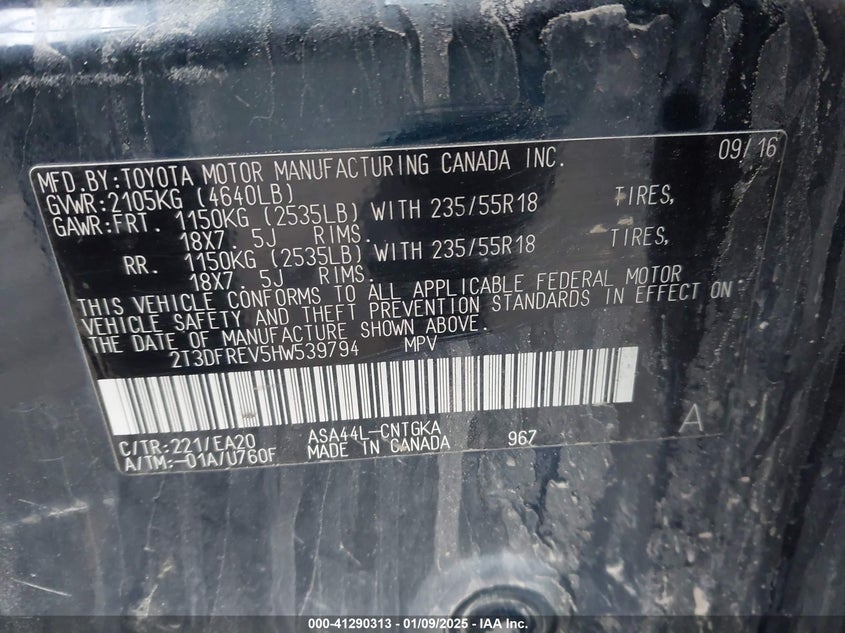 MFD.BY:TOYOTA MOTOR MANUFACTURING CANADA INC. 09/16
GVWR:2105KG (4640LB)
GAWR:FRT. 1150KG (2535LB) WITH 235/55R18 TIRES,
18X7.5J RIMS.
RR. 1150KG (2535LB) WITH 235/55R18 TIRES,
18X7.5J RIMS.
THIS VEHICLE CONFORMS TO ALL APPLICABLE FEDERAL MOTOR
VEHICLE SAFETY AND THEFT PREVENTION STANDARDS IN EFFECT ON
THE DATE OF MANUFACTURE SHOWN ABOVE.
2T3DFREV5HW539794 MPV
C/TR:221/EA20 ASA44L-CNTGKA A
A/TM:-01A/U760F MADE IN CANADA 967
000-41290313 - 01/09/2025 - IAA Inc.